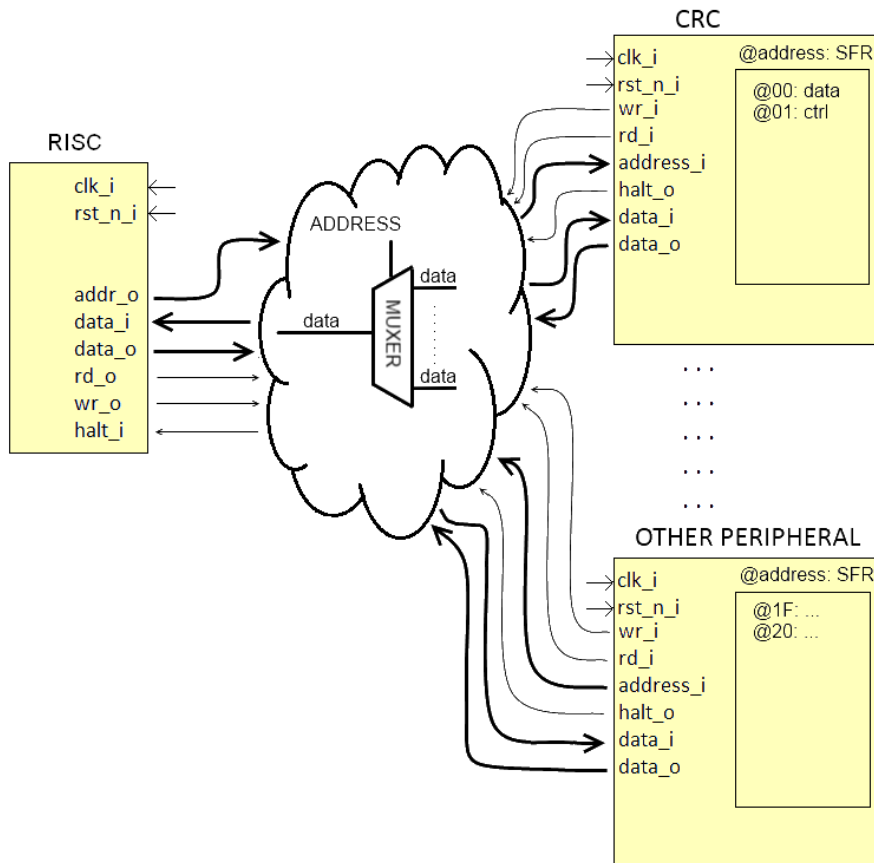 CRC
clk_i
rst_n_i
wr_i
rd_i
address_i
halt_o
data_i
data_o
@address: SFR
@00: data
@01: ctrl
RISC
clk_i
rst_n_i
addr_o
data_i
data_o
rd_o
wr_o
halt_i
ADDRESS
data
MUXER
data
data
. . .
. . .
. . .
. . .
. . .
. . .
OTHER PERIPHERAL
clk_i
rst_n_i
wr_i
rd_i
address_i
halt_o
data_i
data_o
@address: SFR
@1F: ...
@20: ...